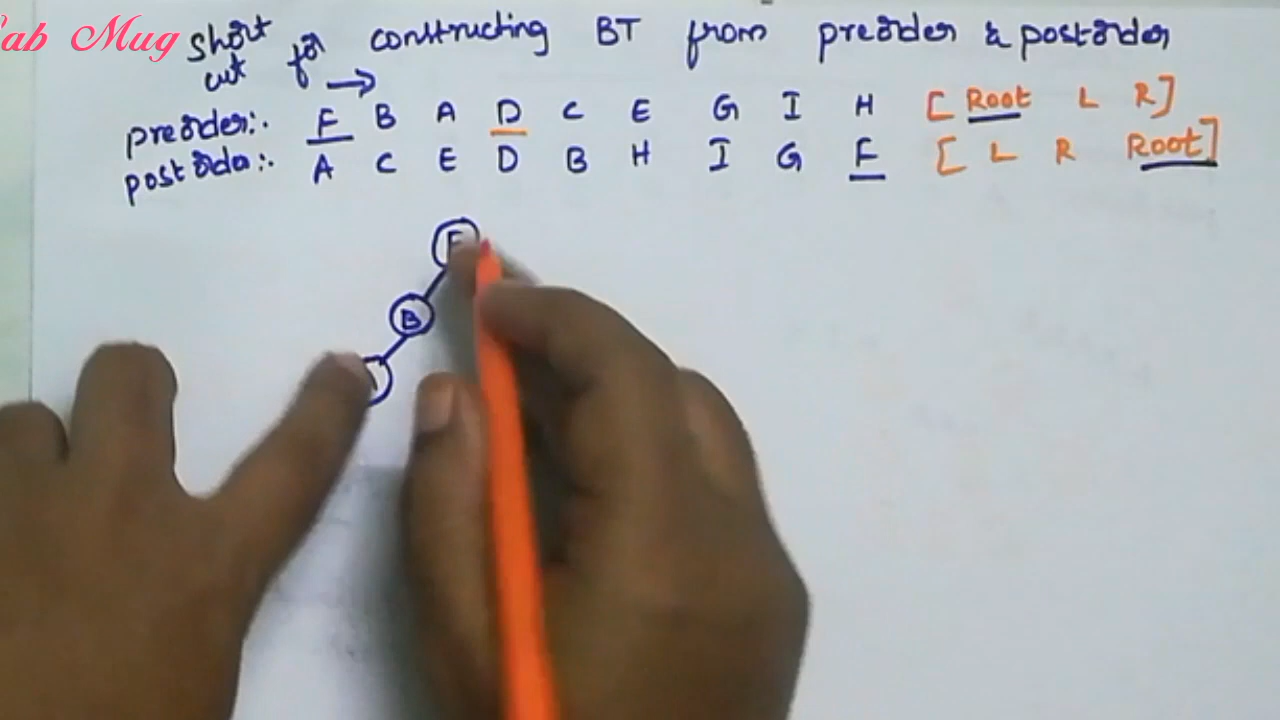 Lab Mug
Short cut for constructing BT from preorder & postorder
preorder:. F B A D C E G I H [Root L R]
postorder:. A C E D B H I G F [L R Root]
F
B